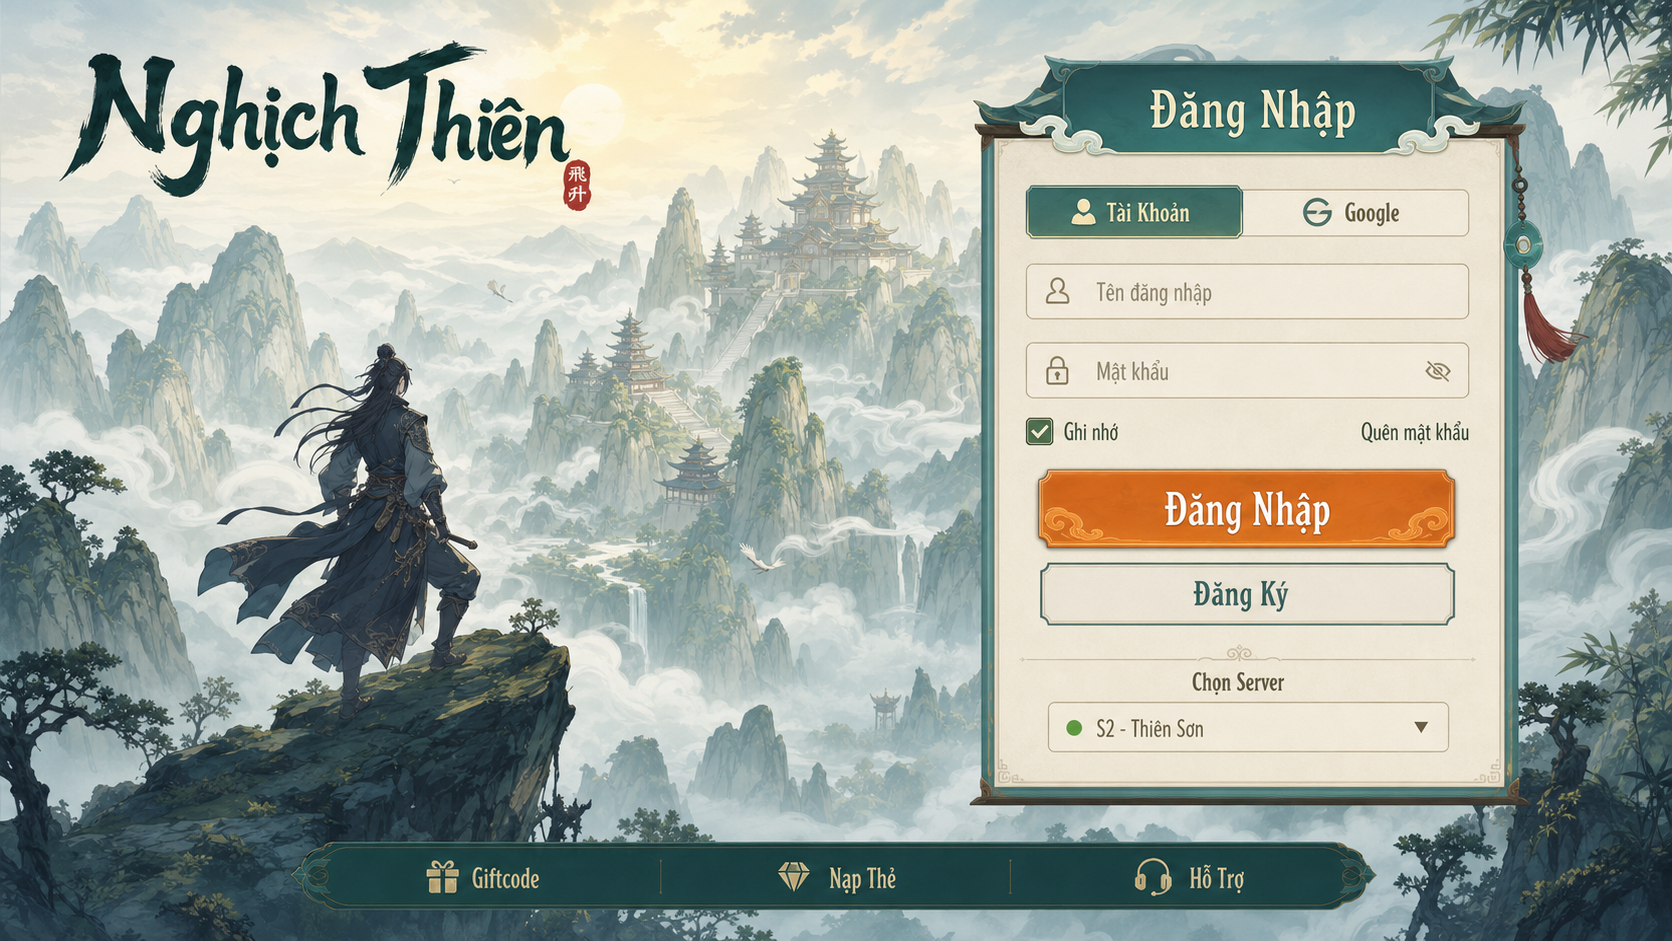 Nghịch Thiên
飛升
Đăng Nhập
Tài Khoản
Google
Tên đăng nhập
Mật khẩu
Ghi nhớ
Quên mật khẩu
Đăng Nhập
Đăng Ký
Chọn Server
S2 - Thiên Sơn
Giftcode
Nạp Thẻ
Hỗ Trợ